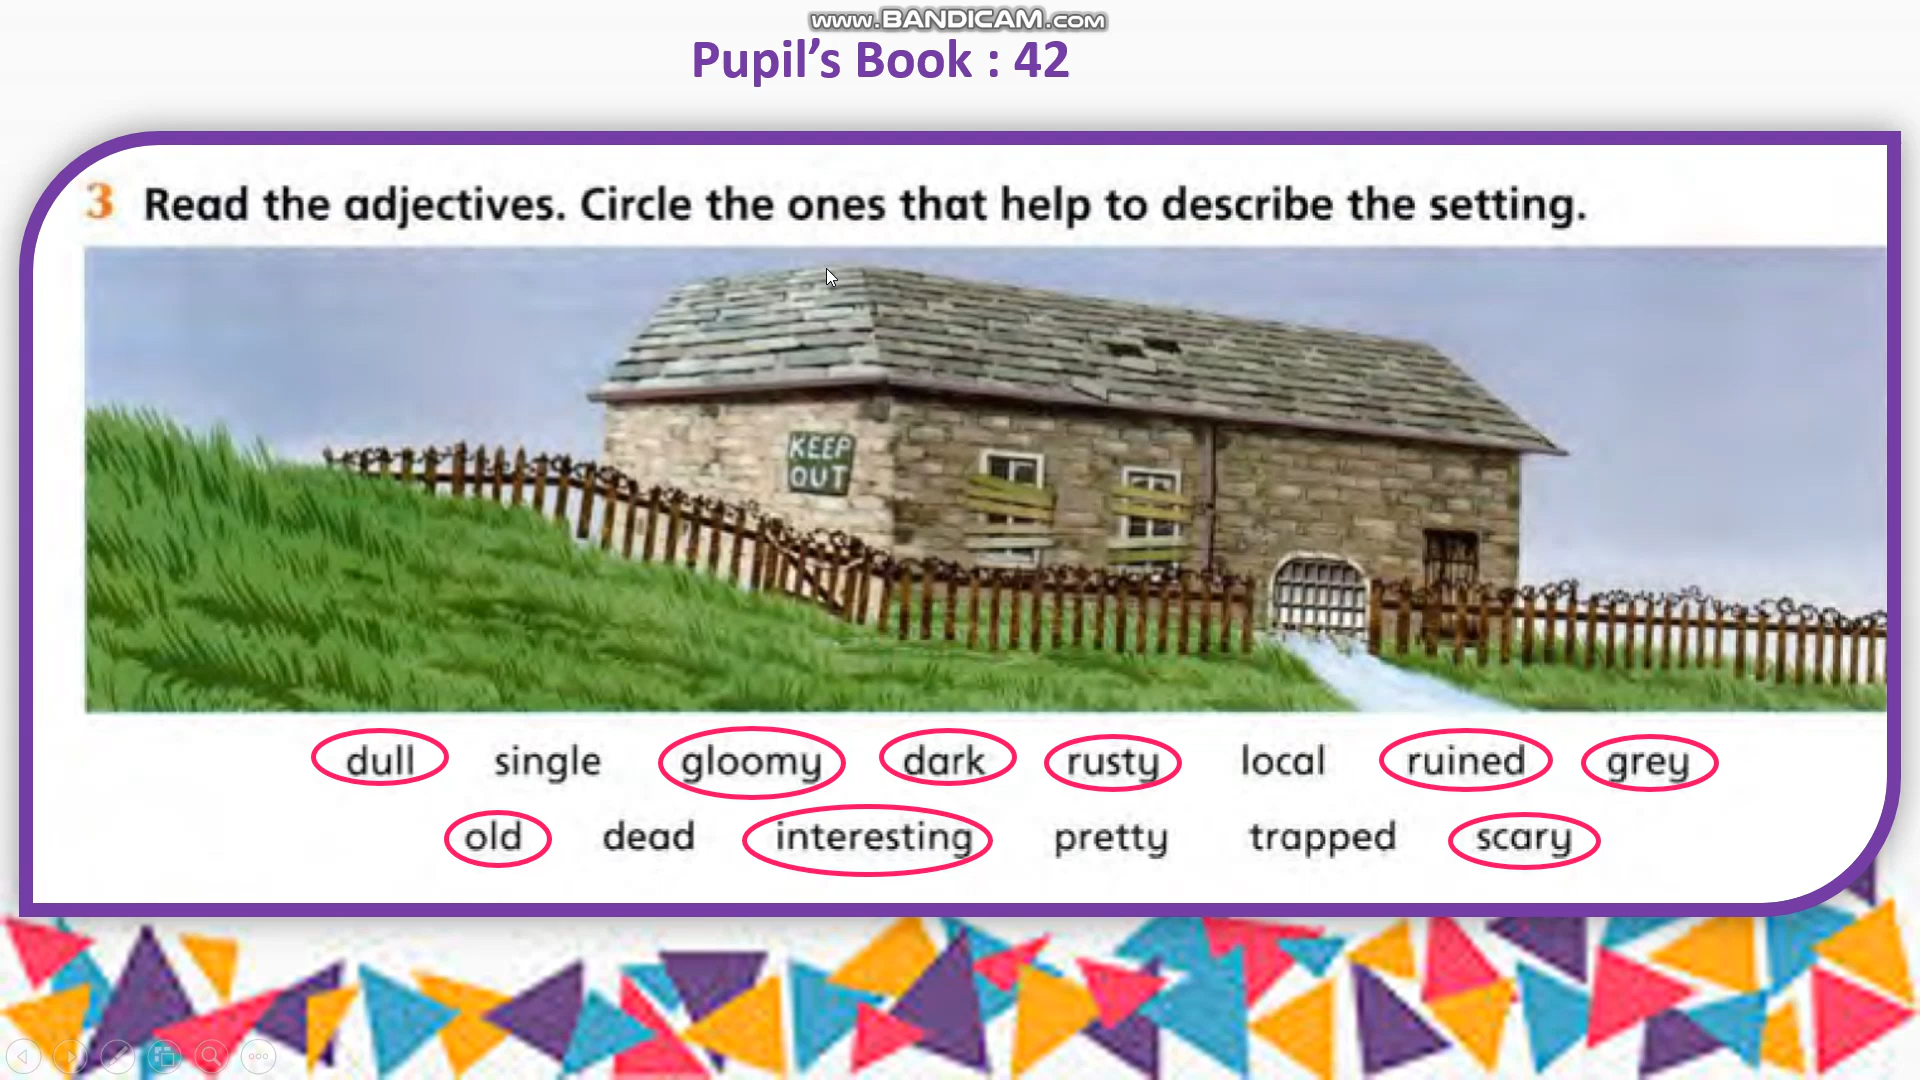 www.BANDICAM.com
Pupil’s Book : 42
3 Read the adjectives. Circle the ones that help to describe the setting.
KEEP
OUT
dull single gloomy dark rusty local ruined grey
old dead interesting pretty trapped scary